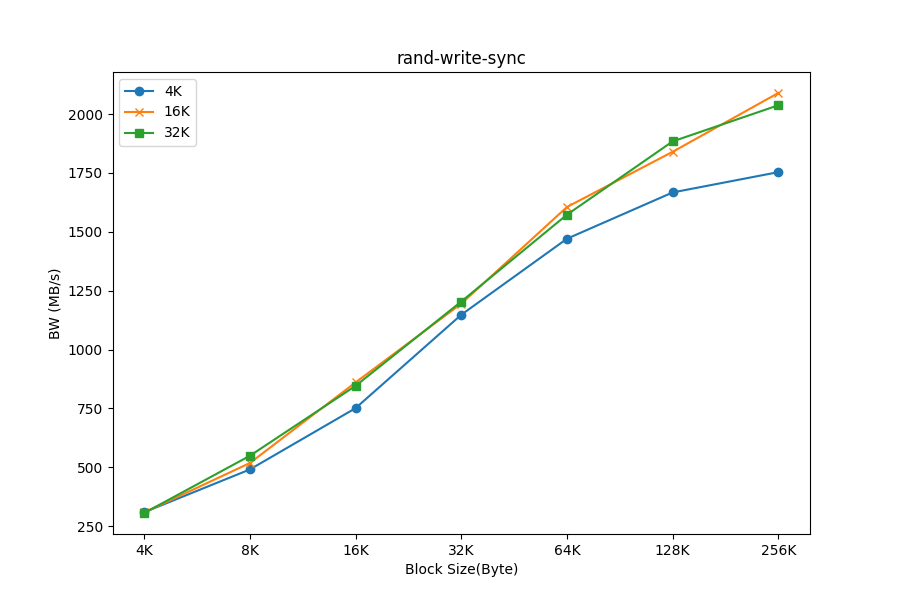 rand-write-sync
4K
16K
32K
2000
1750
1500
1250
1000
750
500
250
BW (MB/s)
4K 8K 16K 32K 64K 128K 256K
Block Size(Byte)